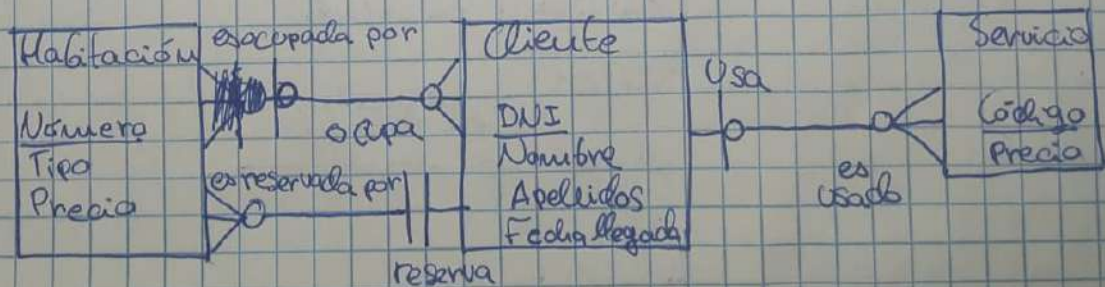 Habitación
Número
Tipo
Precio
es ocupada por
ocupa
es reservada por
reserva
Cliente
DNI
Nombre
Apellidos
Fecha llegada
Usa
es
usado
Servicio
Código
Precio